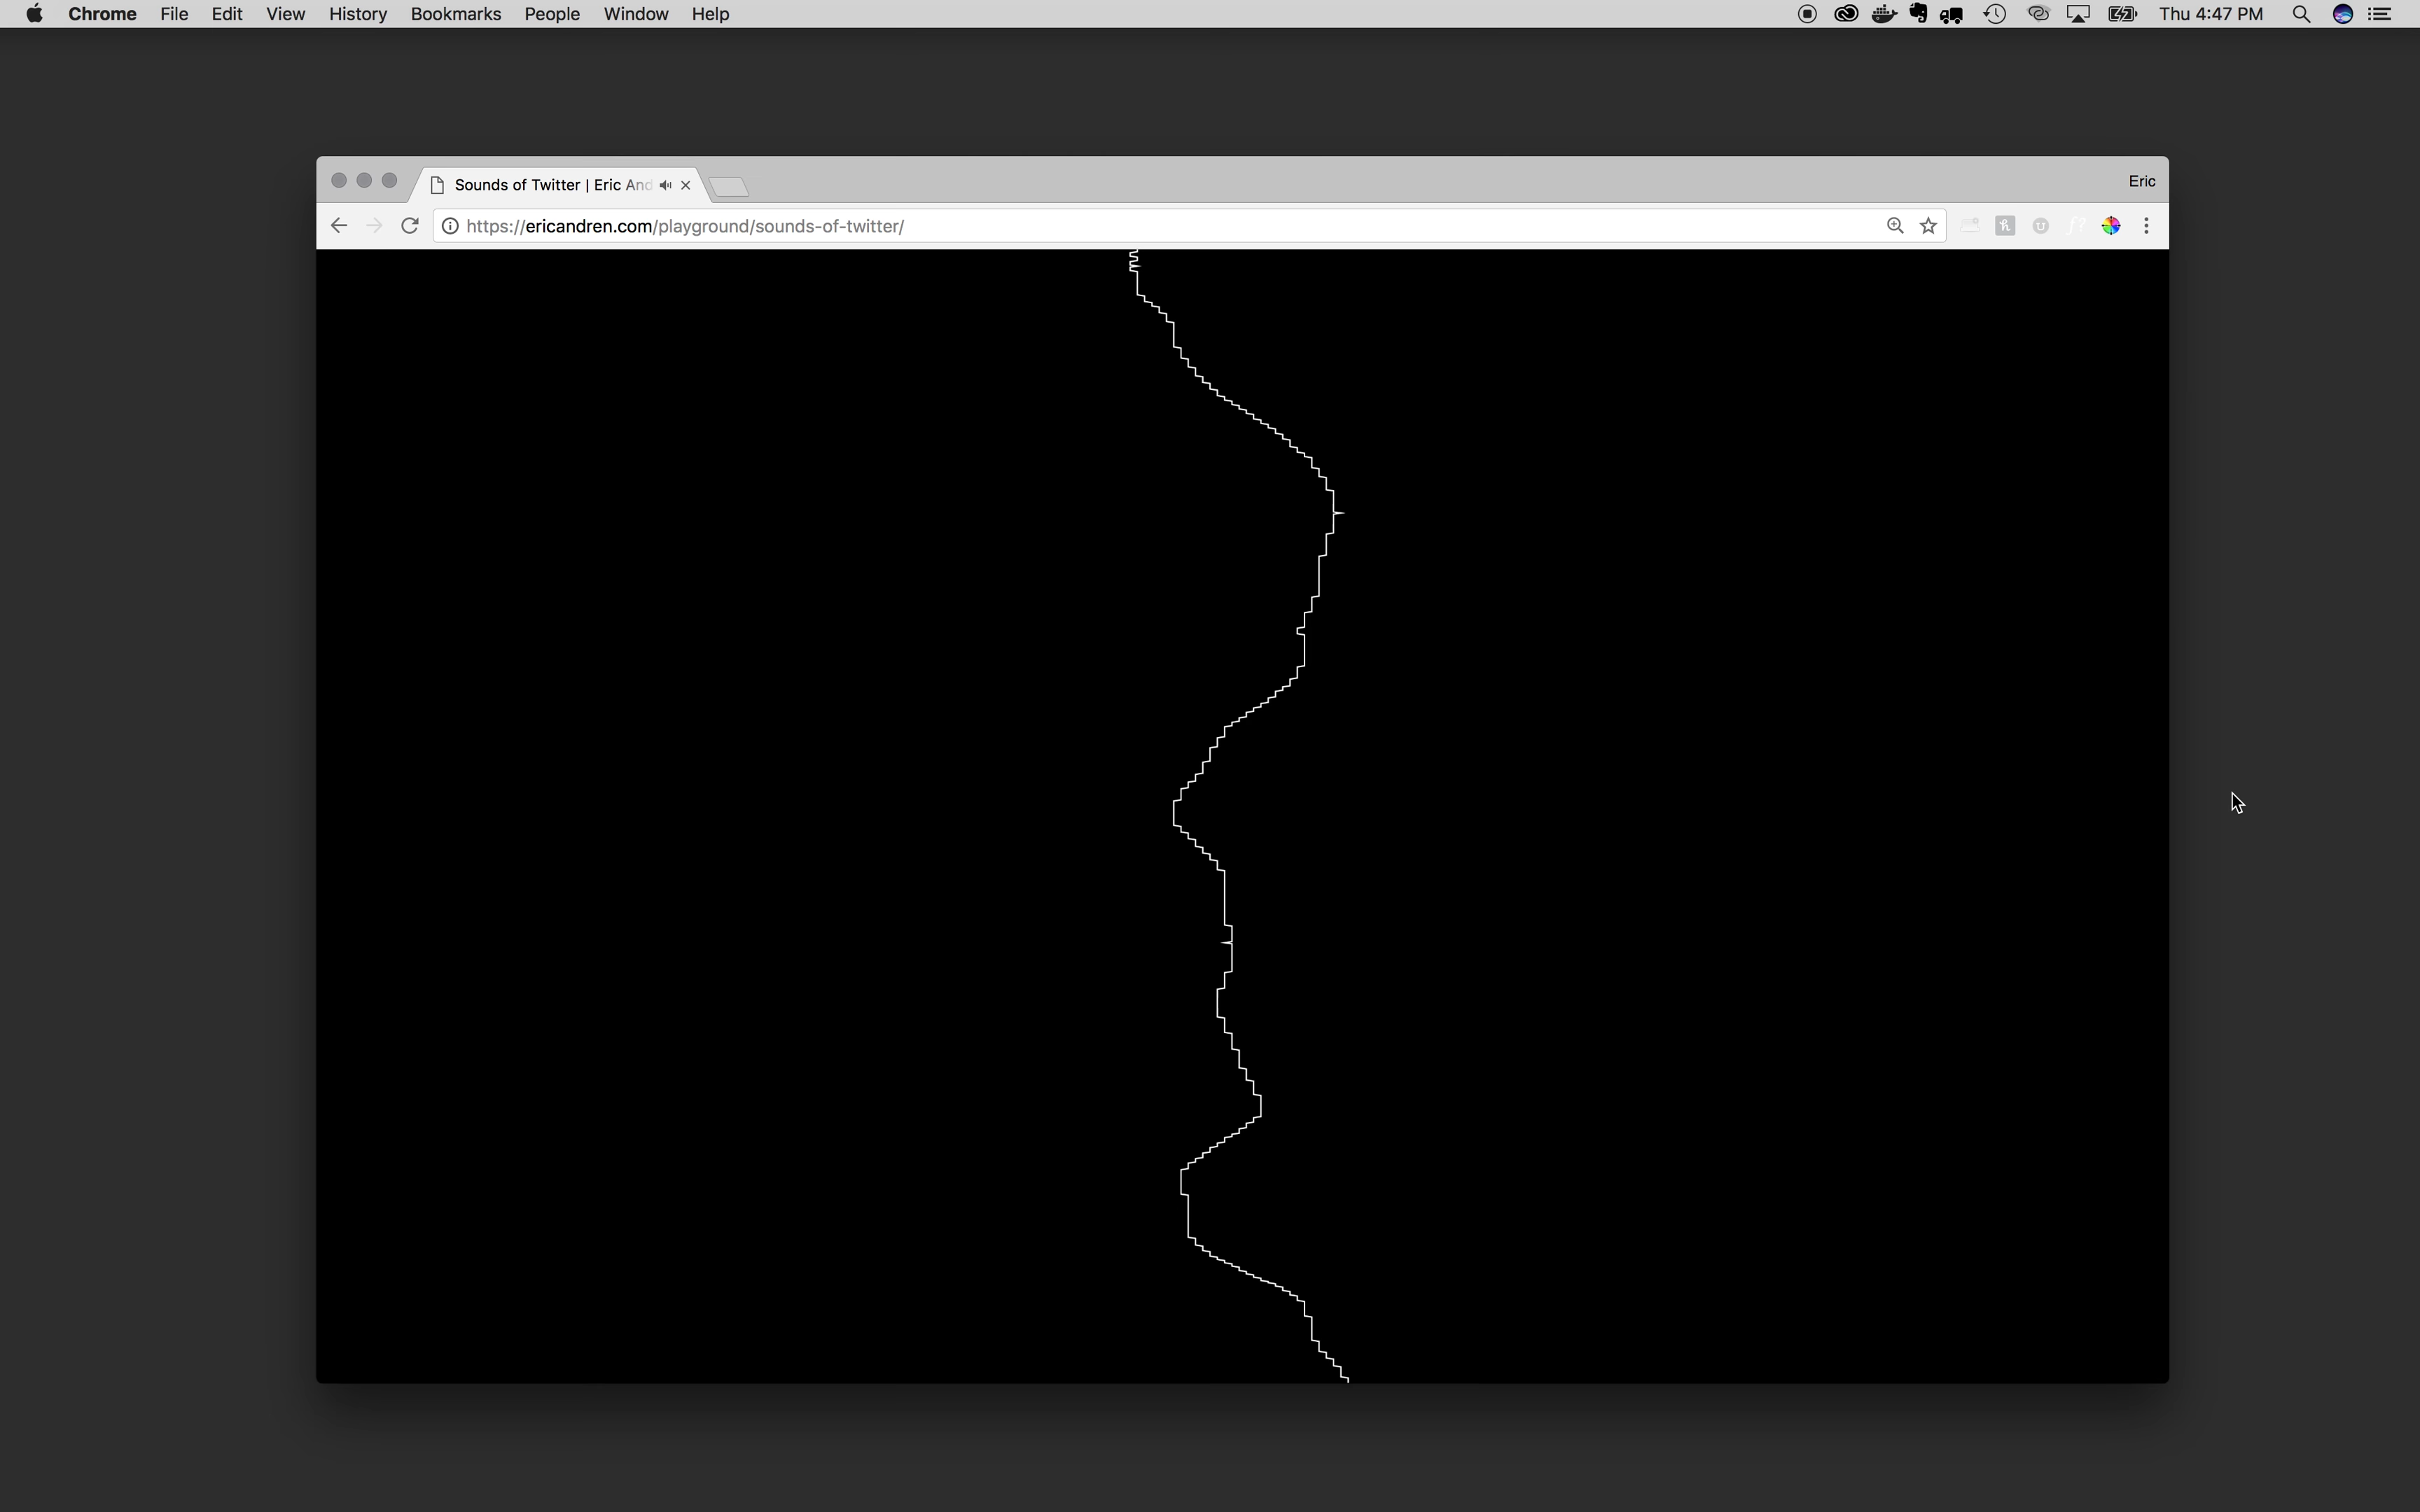 Chrome File Edit View History Bookmarks People Window Help Thu 4:47 PM
Sounds of Twitter | Eric And Eric
https://ericandren.com/playground/sounds-of-twitter/